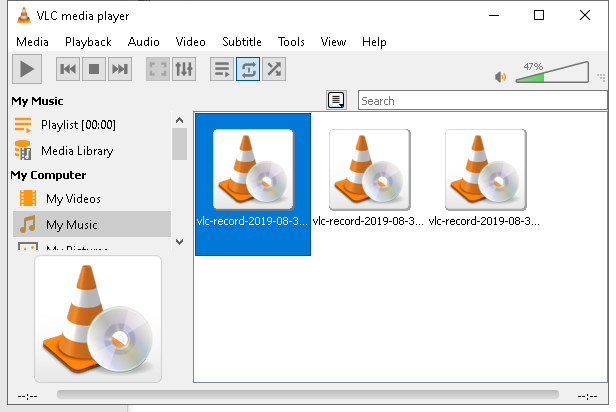 VLC media player
Media Playback Audio Video Subtitle Tools View Help
47%
Search
My Music
Playlist [00:00]
Media Library
My Computer
My Videos
My Music
My Pictures
vlc-record-2019-08-3... vlc-record-2019-08-3... vlc-record-2019-08-3...
--:-- --:--